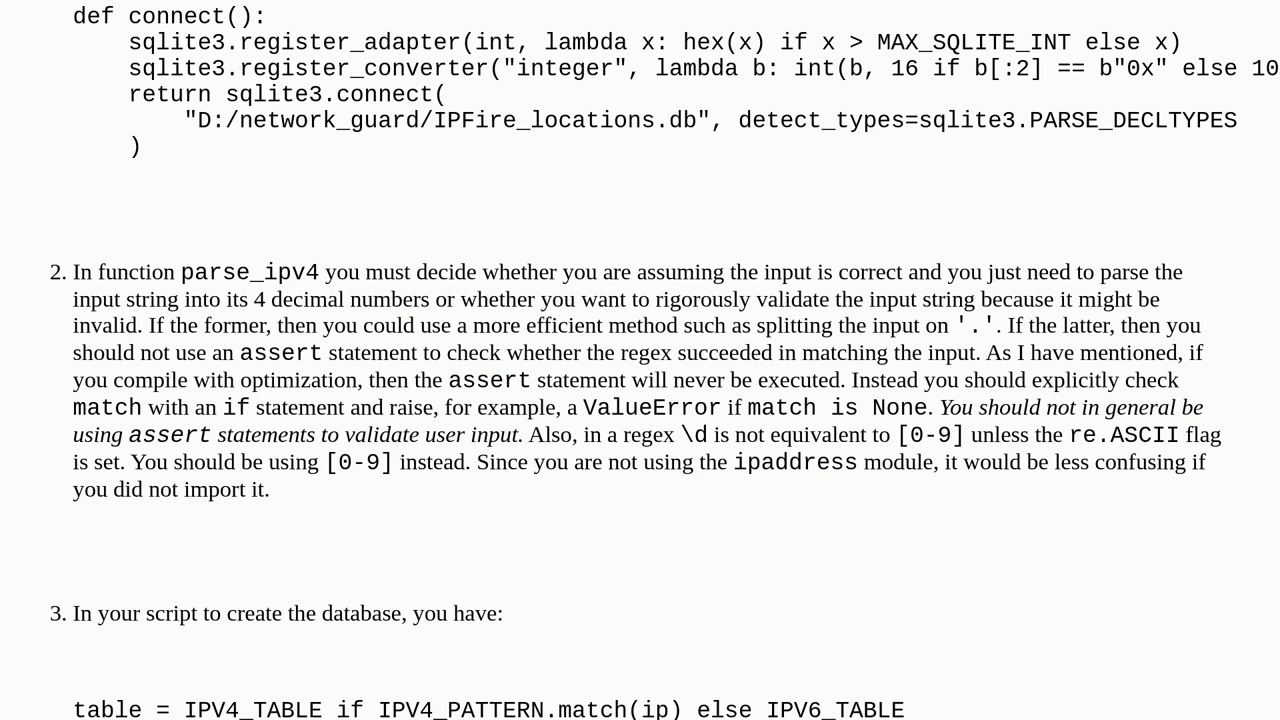 def connect():
    sqlite3.register_adapter(int, lambda x: hex(x) if x > MAX_SQLITE_INT else x)
    sqlite3.register_converter("integer", lambda b: int(b, 16 if b[:2] == b"0x" else 10
    return sqlite3.connect(
        "D:/network_guard/IPFire_locations.db", detect_types=sqlite3.PARSE_DECLTYPES
    )
2. In function parse_ipv4 you must decide whether you are assuming the input is correct and you just need to parse the
input string into its 4 decimal numbers or whether you want to rigorously validate the input string because it might be
invalid. If the former, then you could use a more efficient method such as splitting the input on '.'. If the latter, then you
should not use an assert statement to check whether the regex succeeded in matching the input. As I have mentioned, if
you compile with optimization, then the assert statement will never be executed. Instead you should explicitly check
match with an if statement and raise, for example, a ValueError if match is None. You should not in general be
using assert statements to validate user input. Also, in a regex \d is not equivalent to [0-9] unless the re.ASCII flag
is set. You should be using [0-9] instead. Since you are not using the ipaddress module, it would be less confusing if
you did not import it.
3. In your script to create the database, you have:
table = IPV4_TABLE if IPV4_PATTERN.match(ip) else IPV6_TABLE